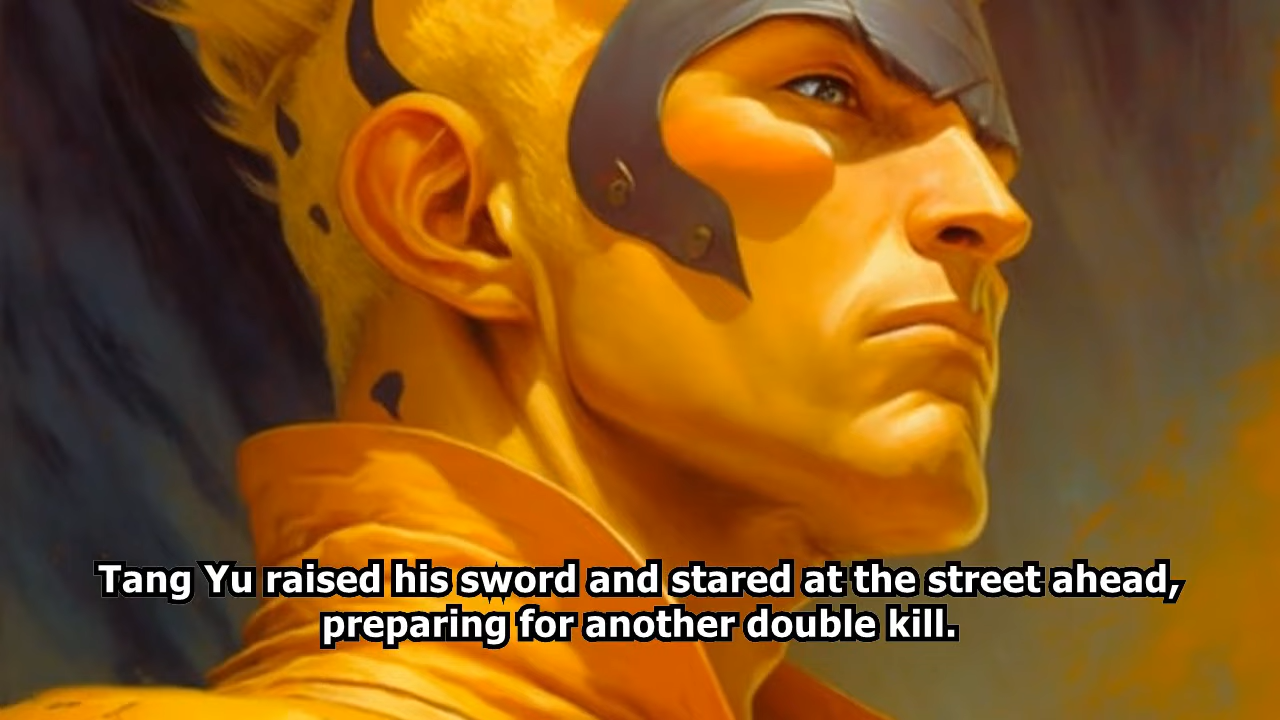 Tang Yu raised his sword and stared at the street ahead,
preparing for another double kill.